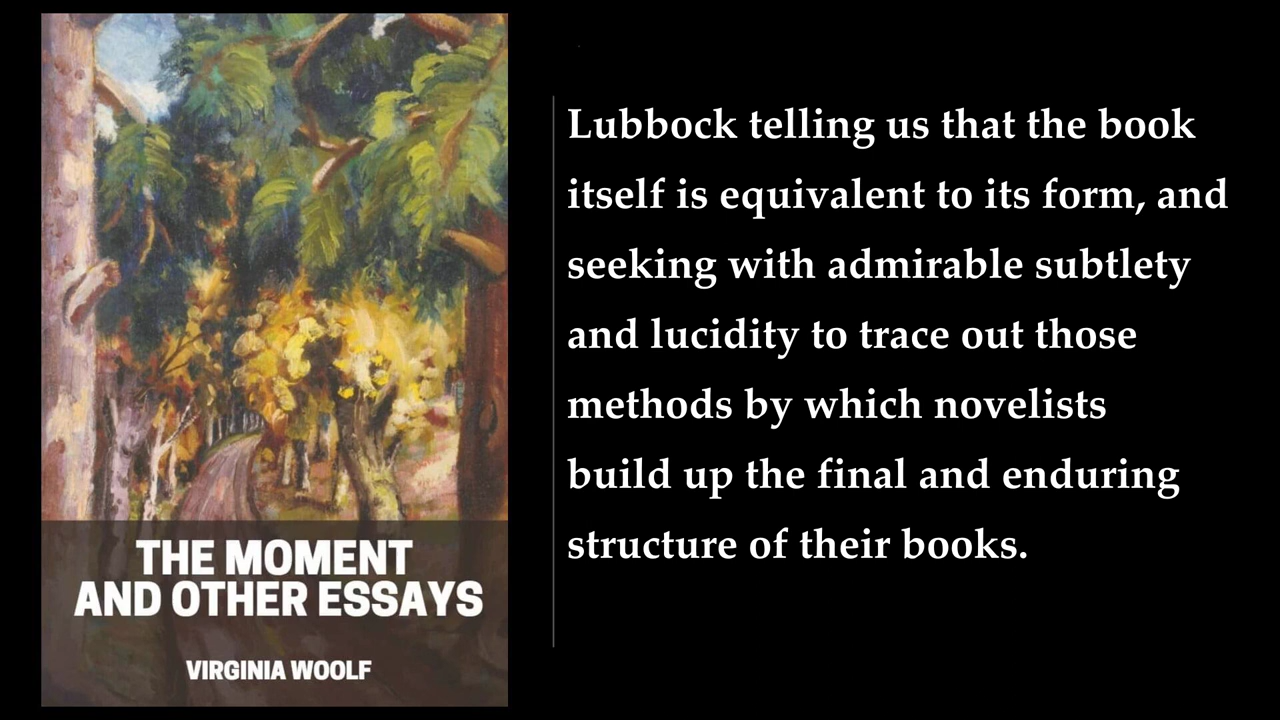 THE MOMENT
AND OTHER ESSAYS
VIRGINIA WOOLF
Lubbock telling us that the book
itself is equivalent to its form, and
seeking with admirable subtlety
and lucidity to trace out those
methods by which novelists
build up the final and enduring
structure of their books.